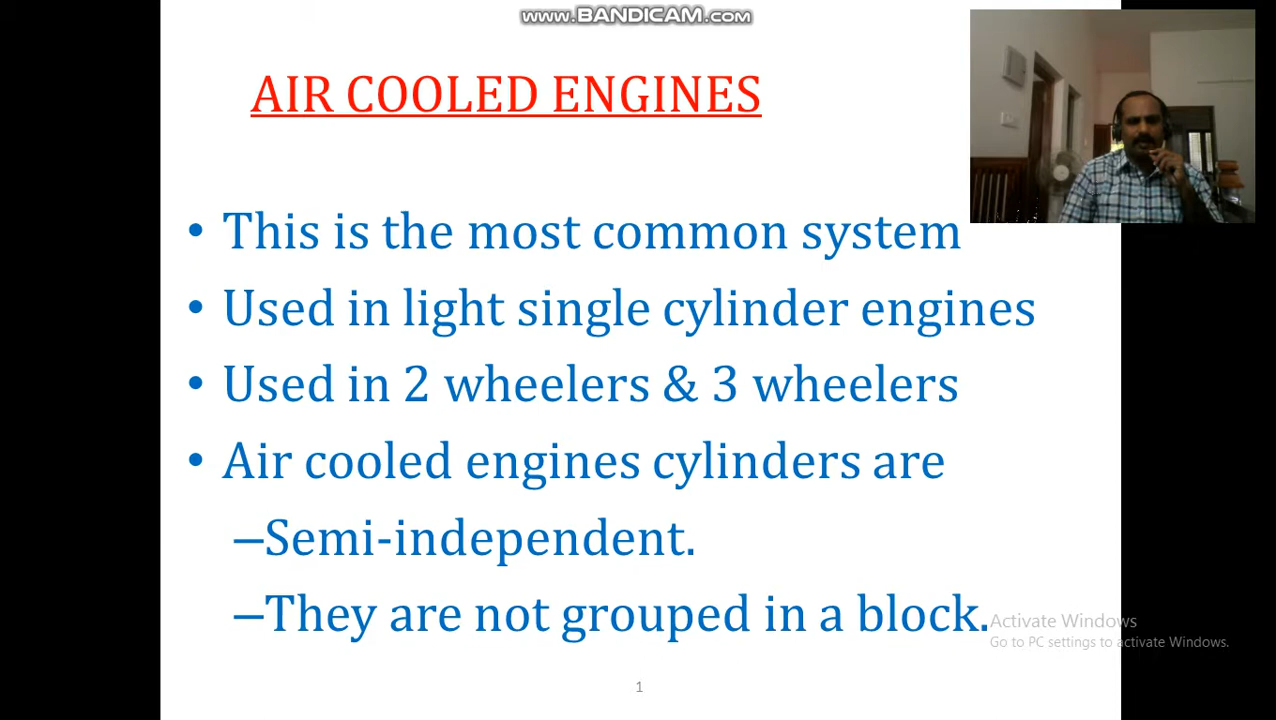 www.BANDICAM.com
AIR COOLED ENGINES
• This is the most common system
• Used in light single cylinder engines
• Used in 2 wheelers & 3 wheelers
• Air cooled engines cylinders are
–Semi-independent.
–They are not grouped in a block.
Activate Windows
Go to PC settings to activate Windows.
1